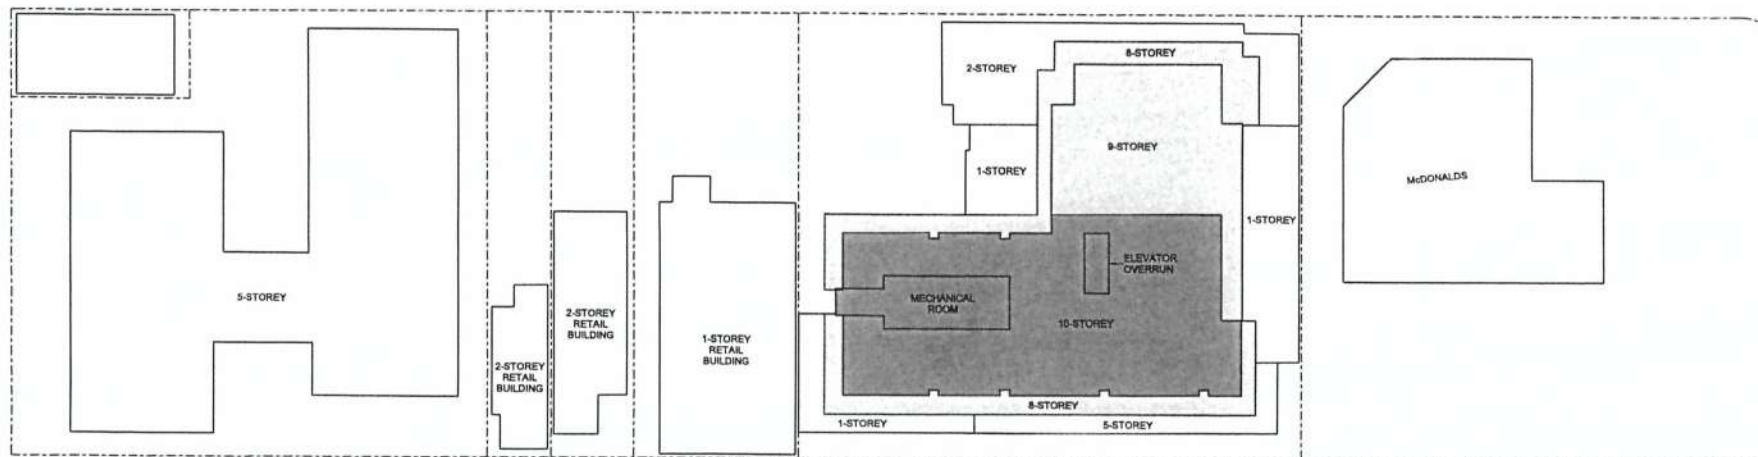 5-STOREY
2-STOREY
RETAIL
BUILDING
2-STOREY
RETAIL
BUILDING
1-STOREY
RETAIL
BUILDING
2-STOREY
8-STOREY
9-STOREY
1-STOREY
1-STOREY
ELEVATOR
OVERRUN
MECHANICAL
ROOM
10-STOREY
8-STOREY
1-STOREY
5-STOREY
McDONALDS